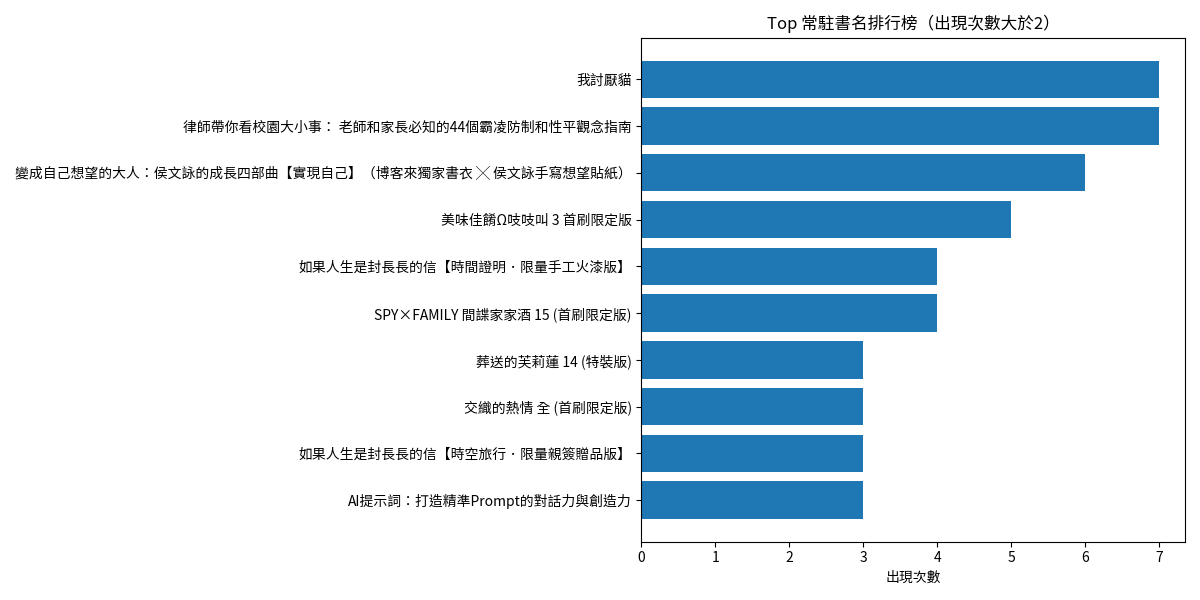 Top 常駐書名排行榜（出現次數大於2）
我討厭貓
律師帶你看校園大小事： 老師和家長必知的44個霸凌防制和性平觀念指南
變成自己想望的大人：侯文詠的成長四部曲【實現自己】（博客來獨家書衣 ╳ 侯文詠手寫想望貼紙）
美味佳餚Ω吱吱叫 3 首刷限定版
如果人生是封長長的信【時間證明．限量手工火漆版】
SPY×FAMILY 間諜家家酒 15 (首刷限定版)
葬送的芙莉蓮 14 (特裝版)
交織的熱情 全 (首刷限定版)
如果人生是封長長的信【時空旅行．限量親簽贈品版】
AI提示詞：打造精準Prompt的對話力與創造力
0 1 2 3 4 5 6 7
出現次數